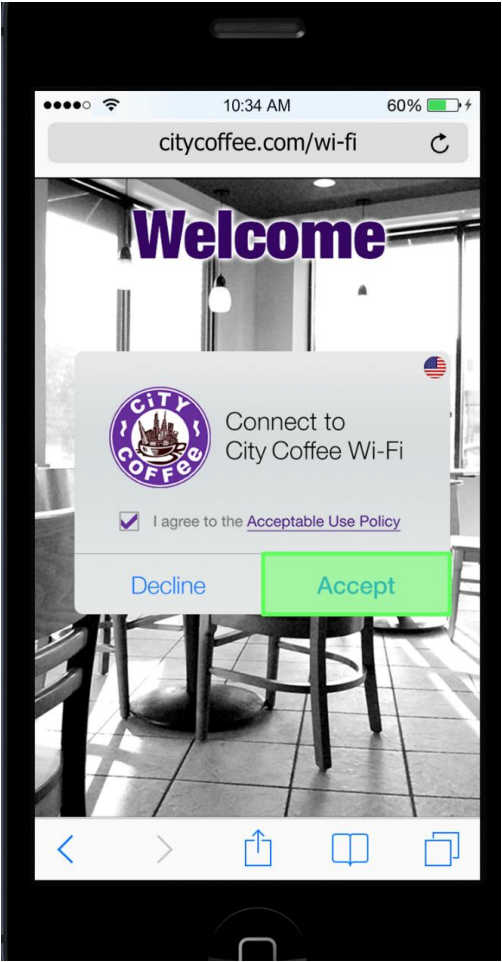 10:34 AM
60%
citycoffee.com/wi-fi
Welcome
CiTY
COFFEE
Connect to
City Coffee Wi-Fi
I agree to the Acceptable Use Policy
Decline
Accept